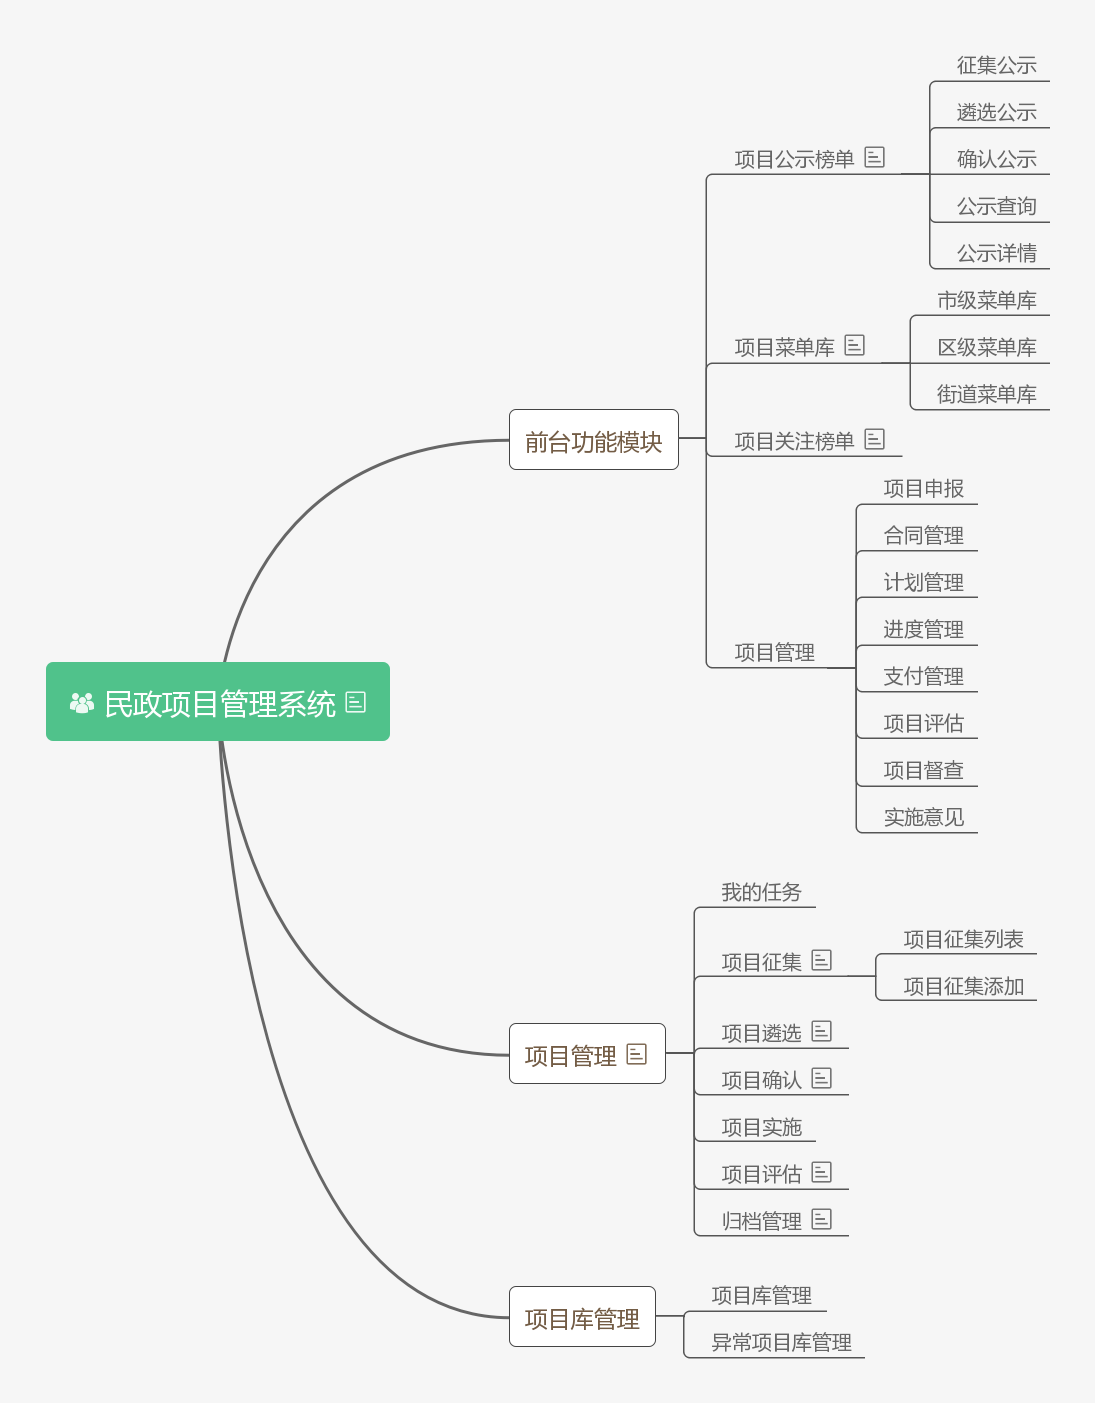 民政项目管理系统
前台功能模块
项目公示榜单
征集公示
遴选公示
确认公示
公示查询
公示详情
项目菜单库
市级菜单库
区级菜单库
街道菜单库
项目关注榜单
项目管理
项目申报
合同管理
计划管理
进度管理
支付管理
项目评估
项目督查
实施意见
项目管理
我的任务
项目征集
项目征集列表
项目征集添加
项目遴选
项目确认
项目实施
项目评估
归档管理
项目库管理
项目库管理
异常项目库管理